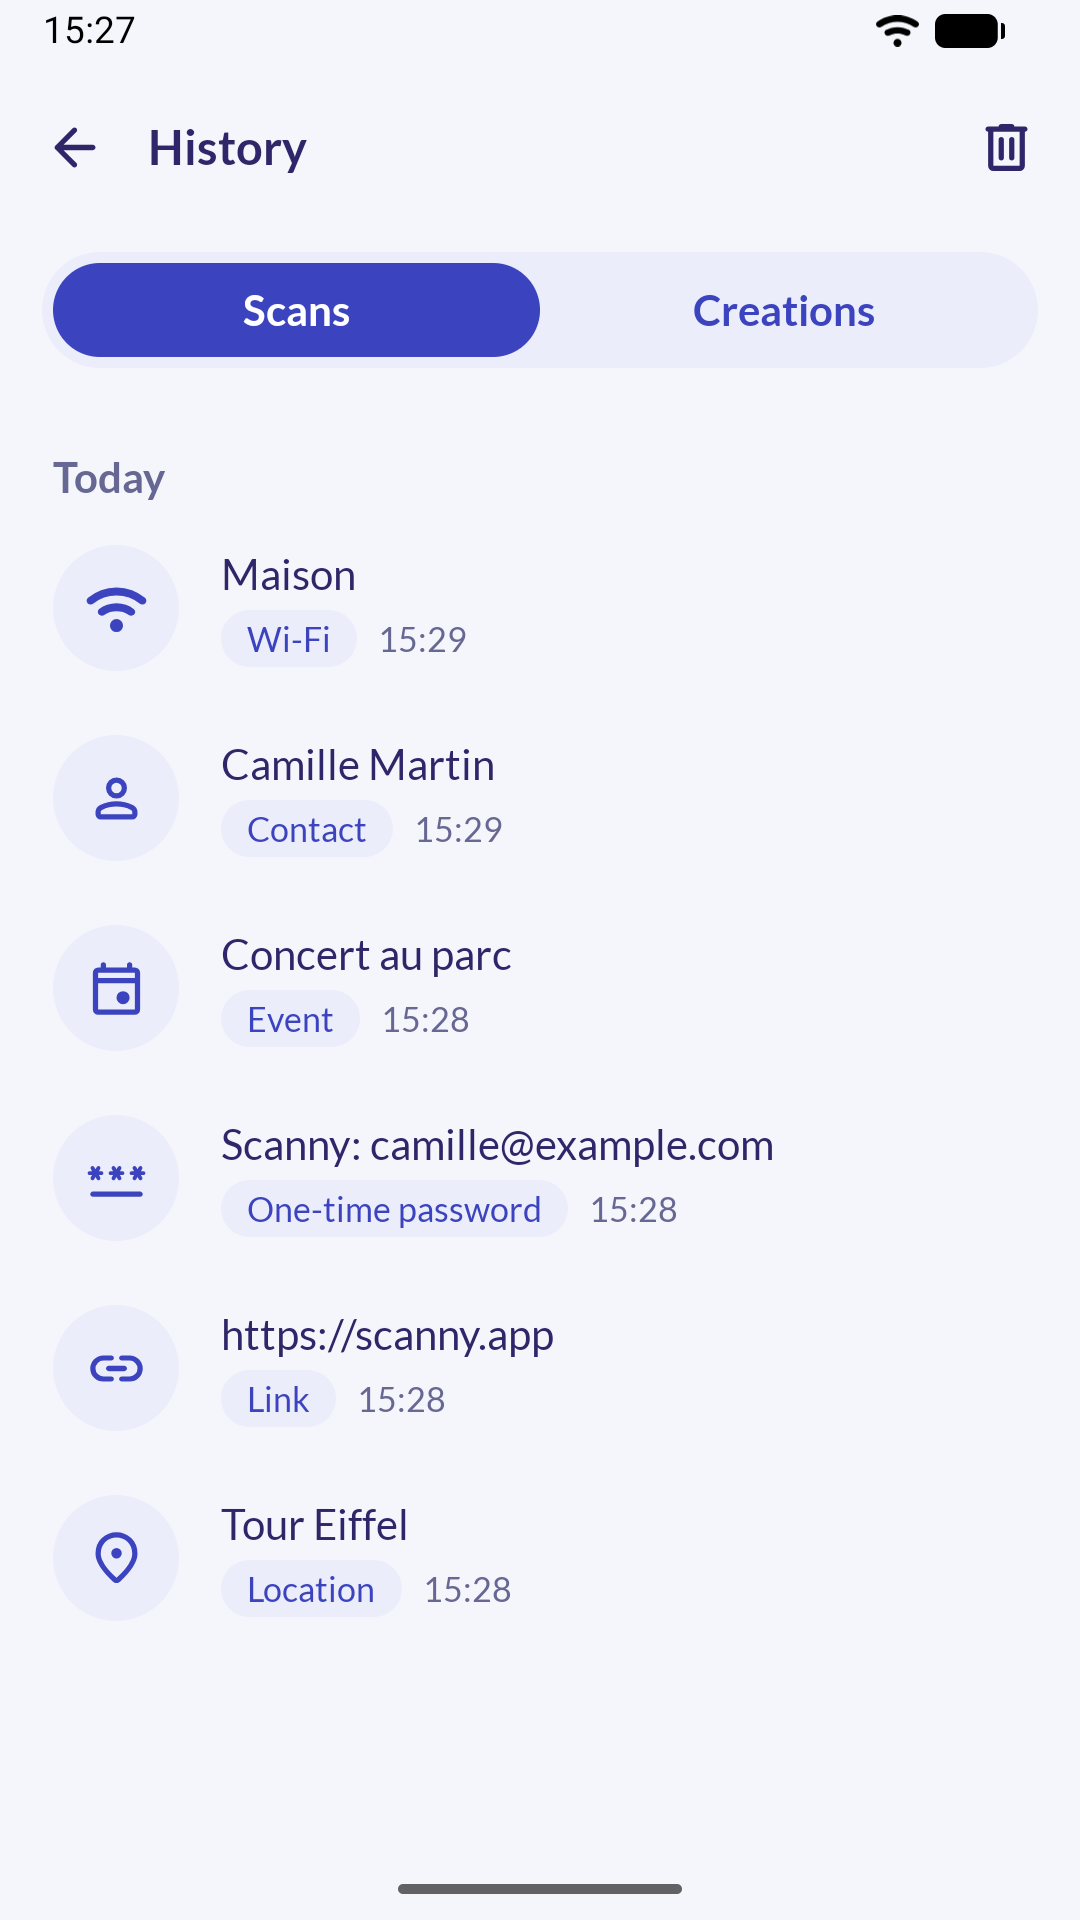 15:27
History
Scans
Creations
Today
Maison
Wi-Fi 15:29
Camille Martin
Contact 15:29
Concert au parc
Event 15:28
Scanny: camille@example.com
One-time password 15:28
https://scanny.app
Link 15:28
Tour Eiffel
Location 15:28